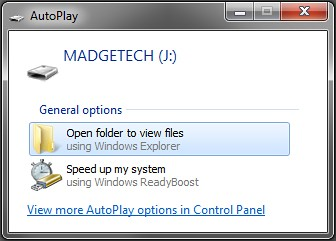 AutoPlay
MADGETECH (J:)
General options
Open folder to view files
using Windows Explorer
Speed up my system
using Windows ReadyBoost
View more AutoPlay options in Control Panel